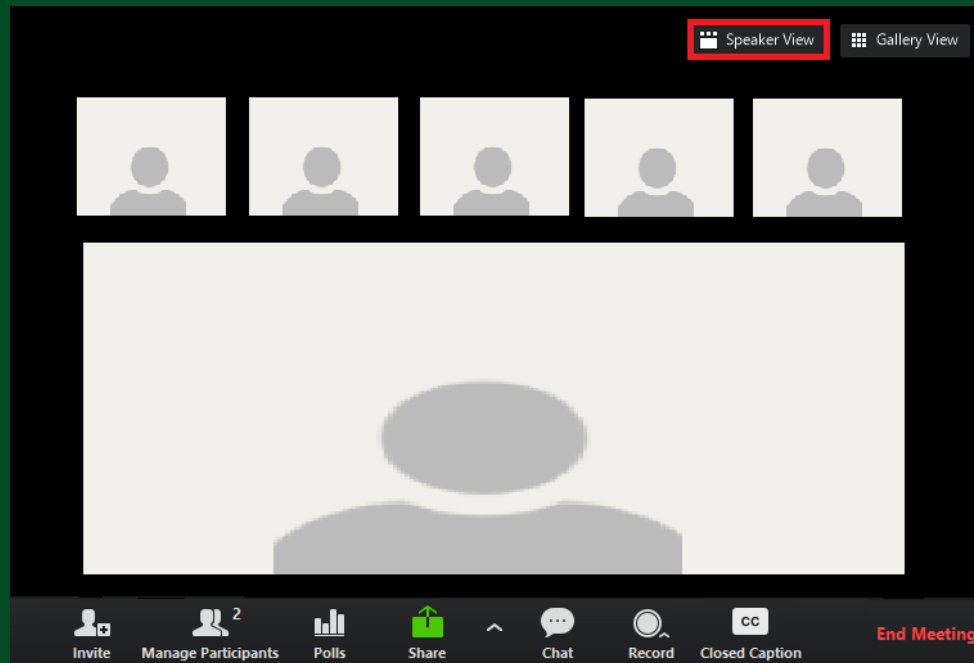 Speaker View Gallery View
2
Invite Manage Participants Polls Share Chat Record CC Closed Caption End Meeting